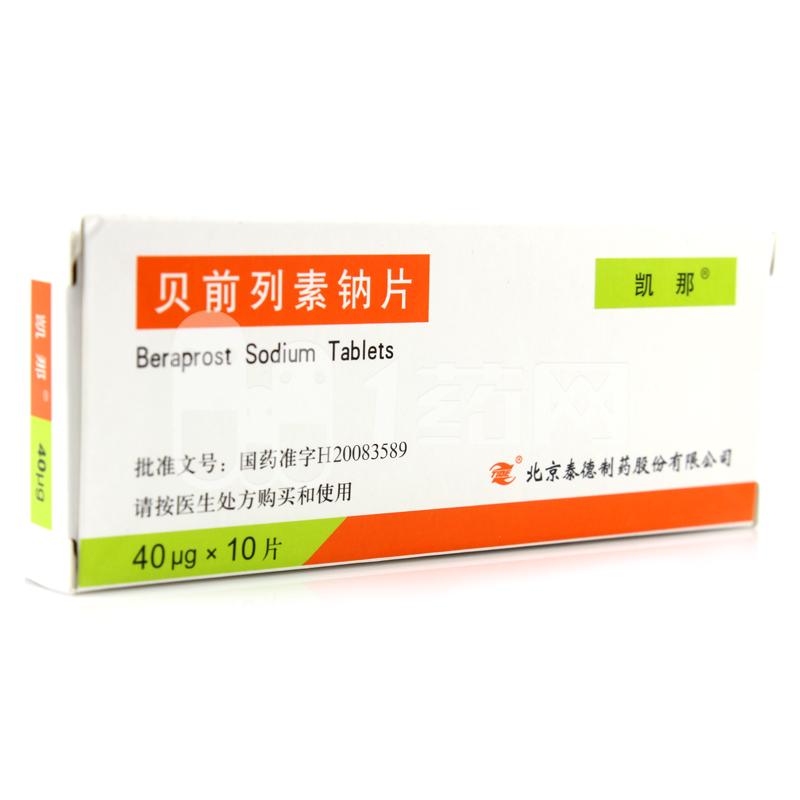 贝前列素钠片
凯那®
Beraprost Sodium Tablets
1药网
批准文号：国药准字H20083589
请按医生处方购买和使用
北京泰德制药股份有限公司
40μg×10片
凯那®
40μg